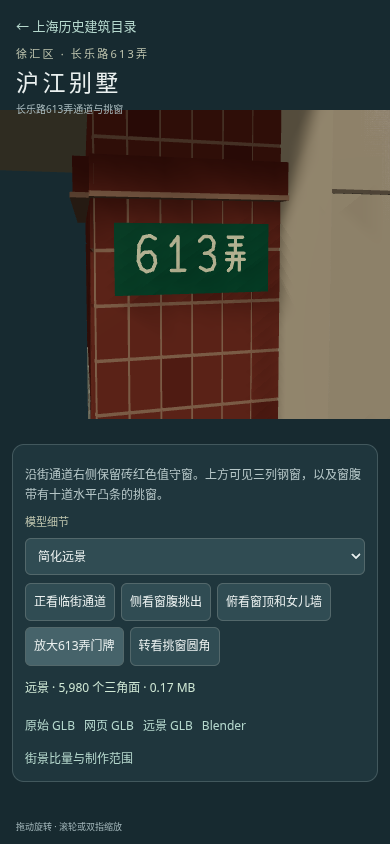 ← 上海历史建筑目录
徐汇区 · 长乐路613弄
沪江别墅
长乐路613弄通道与挑窗
613弄
沿街通道右侧保留砖红色值守窗。上方可见三列钢窗，以及窗腹
带有十道水平凸条的挑窗。
模型细节
简化远景
正看临街通道 侧看窗腹挑出 俯看窗顶和女儿墙
放大613弄门牌 转看挑窗圆角
远景 · 5,980 个三角面 · 0.17 MB
原始 GLB 网页 GLB 远景 GLB Blender
街景比量与制作范围
拖动旋转 · 滚轮或双指缩放